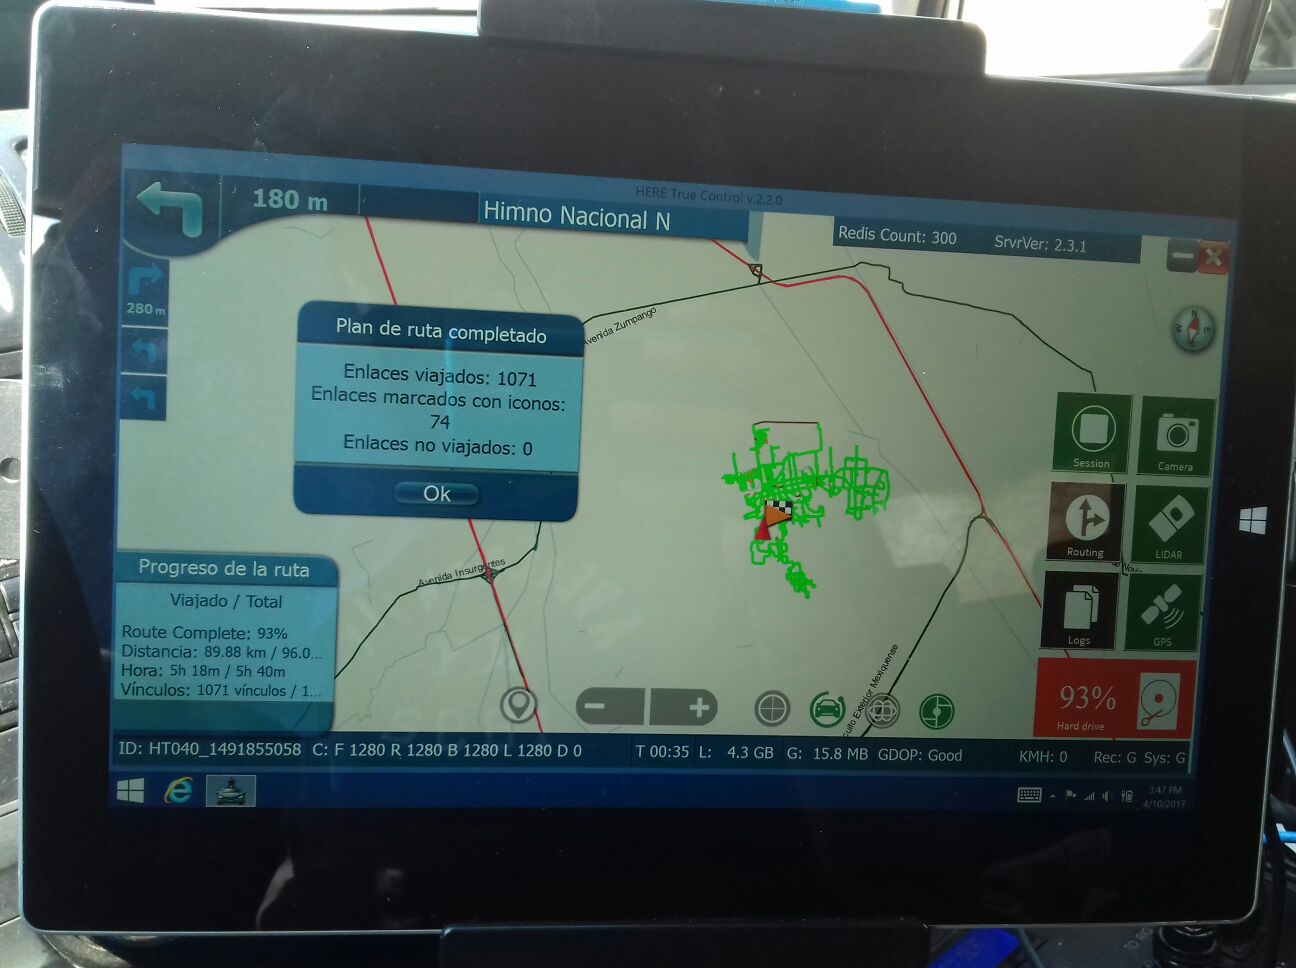 HERE True Control v.2.2.0
180 m
Himno Nacional N
Redis Count: 300 SrvrVer: 2.3.1
280 m
N
E
W
Avenida Zumpango
Plan de ruta completado
Enlaces viajados: 1071
Enlaces marcados con iconos:
74
Enlaces no viajados: 0
Ok
Session
Camera
Routing
LIDAR
Logs
GPS
Avenida Insurgentes
Exterior Mexiquense
Progreso de la ruta
Viajado / Total
Route Complete: 93%
Distancia: 89.88 km / 96.0...
Hora: 5h 18m / 5h 40m
Vínculos: 1071 vínculos / 1...
93%
Hard drive
ID: HT040_1491855058 C: F 1280 R 1280 B 1280 L 1280 D 0 T 00:35 L: 4.3 GB G: 15.8 MB GDOP: Good KMH: 0 Rec: G Sys: G
3:47 PM
4/10/2017